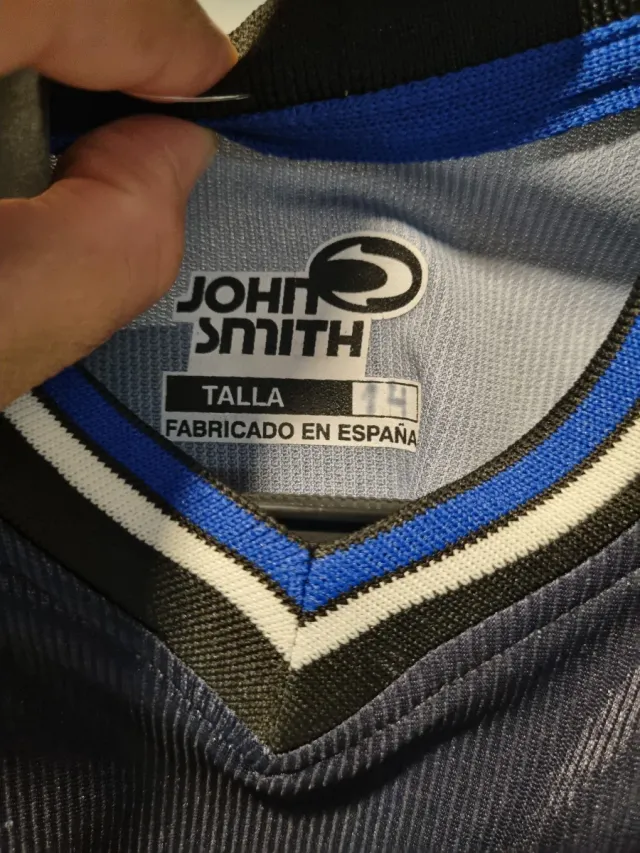 JOHN
SMITH
TALLA 14
FABRICADO EN ESPAÑA